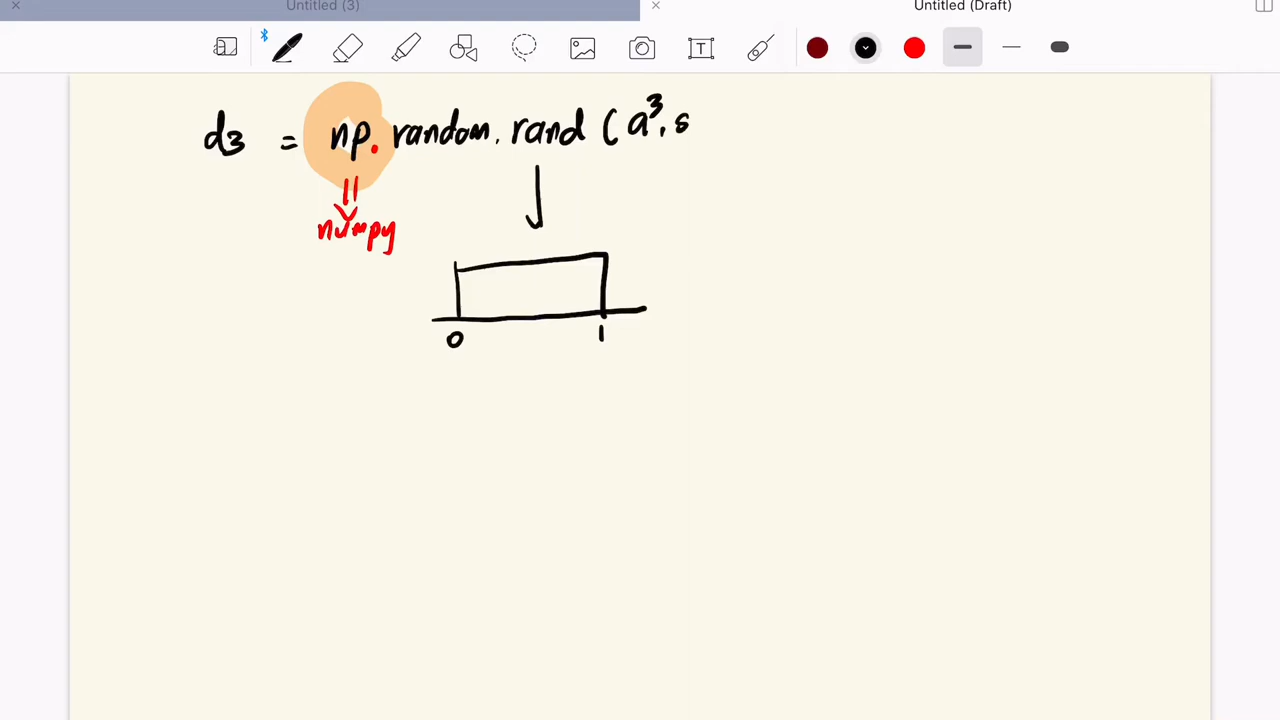 Untitled (3)
Untitled (Draft)
T
d3 = np. random. rand ( a³, s
numpy
0 1